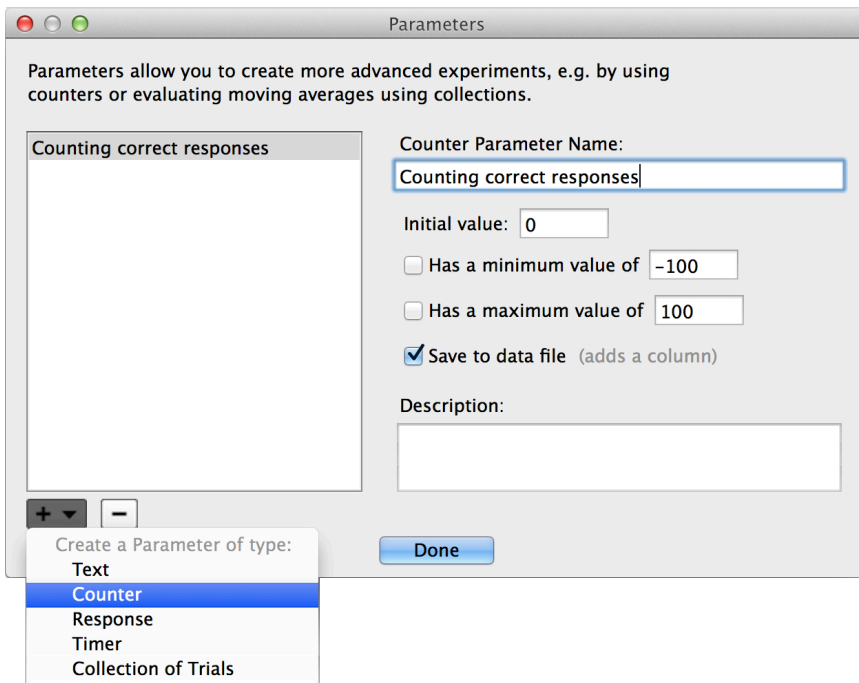 Parameters
Parameters allow you to create more advanced experiments, e.g. by using
counters or evaluating moving averages using collections.
Counting correct responses
Counter Parameter Name:
Counting correct responses
Initial value: 0
Has a minimum value of -100
Has a maximum value of 100
Save to data file (adds a column)
Description:
Done
Create a Parameter of type:
Text
Counter
Response
Timer
Collection of Trials